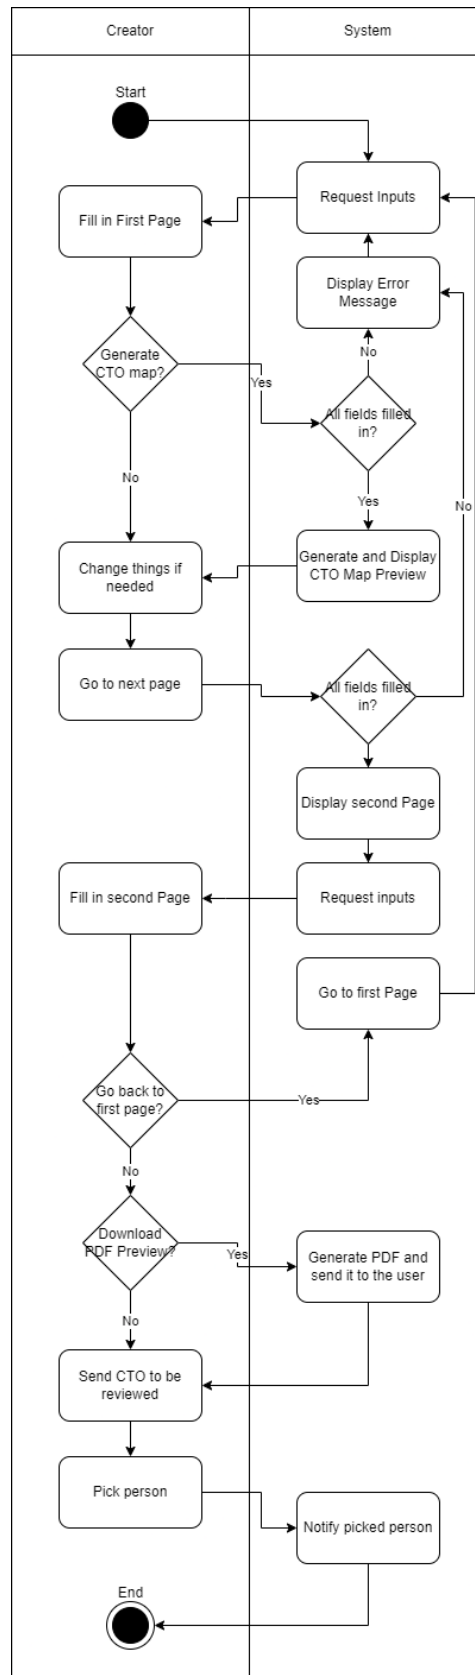 Creator
System
Start
Request Inputs
Fill in First Page
Display Error
Message
No
Generate
CTO map?
Yes
All fields filled
in?
No
Yes
No
Generate and Display
CTO Map Preview
Change things if
needed
Go to next page
All fields filled
in?
Display second Page
Fill in second Page
Request inputs
Go to first Page
Go back to
first page?
Yes
No
Download
PDF Preview?
Yes
Generate PDF and
send it to the user
No
Send CTO to be
reviewed
Pick person
Notify picked person
End